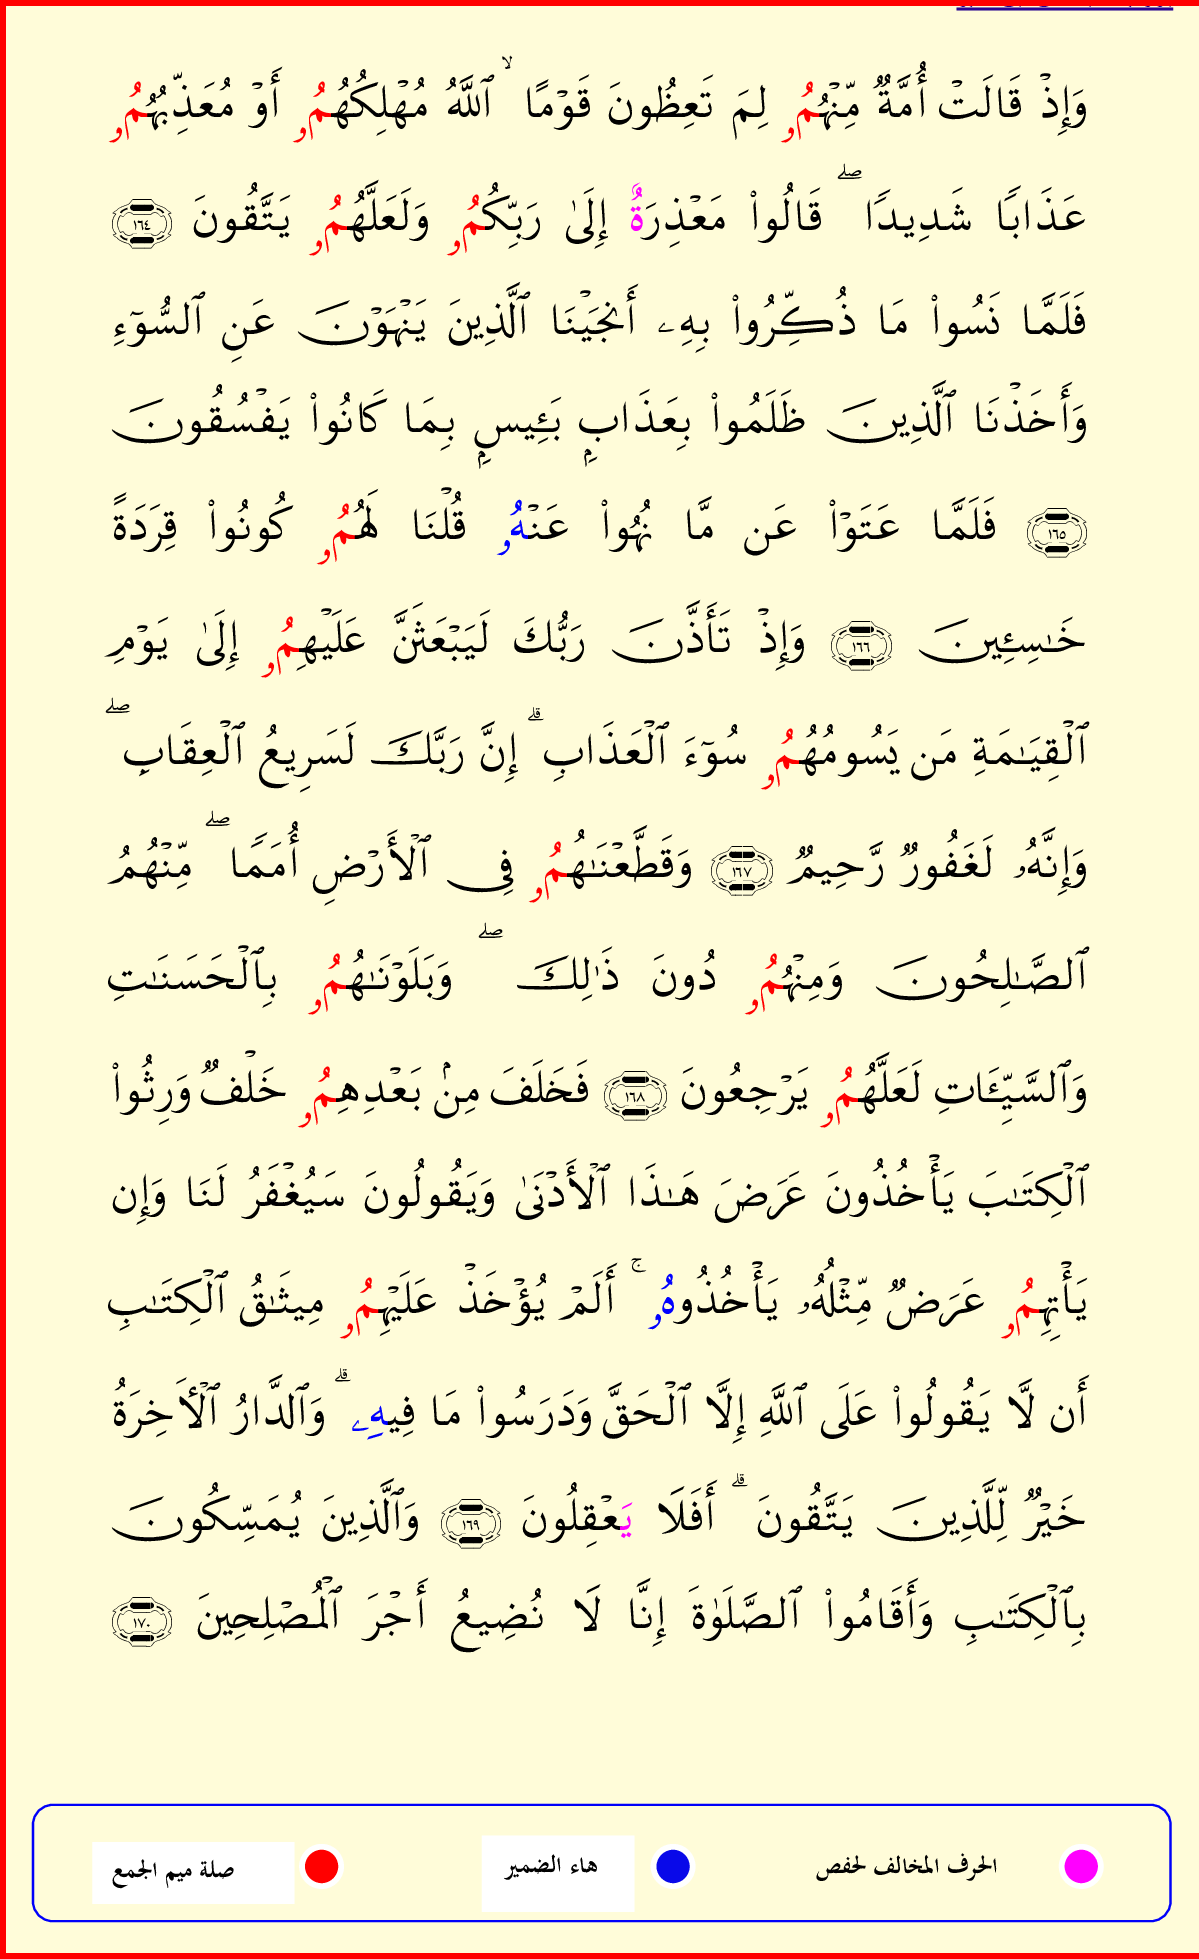 وَإِذْ قَالَتْ أُمَّةٌ مِّنْهُمُۥ لِمَ تَعِظُونَ قَوْمًا ۙ ٱللَّهُ مُهْلِكُهُمُۥ أَوْ مُعَذِّبُهُمُۥ
عَذَابًا شَدِيدًا ۖ قَالُوا۟ مَعْذِرَةٌ إِلَىٰ رَبِّكُمُۥ وَلَعَلَّهُمُۥ يَتَّقُونَ ١٦٤
فَلَمَّا نَسُوا۟ مَا ذُكِّرُوا۟ بِهِۦ أَنجَيْنَا ٱلَّذِينَ يَنْهَوْنَ عَنِ ٱلسُّوٓءِ
وَأَخَذْنَا ٱلَّذِينَ ظَلَمُوا۟ بِعَذَابٍۭ بَـِٔيسٍۭ بِمَا كَانُوا۟ يَفْسُقُونَ
١٦٥ فَلَمَّا عَتَوْا۟ عَن مَّا نُهُوا۟ عَنْهُۥ قُلْنَا لَهُمُۥ كُونُوا۟ قِرَدَةً
خَـٰسِـِٔينَ ١٦٦ وَإِذْ تَأَذَّنَ رَبُّكَ لَيَبْعَثَنَّ عَلَيْهِمُۥ إِلَىٰ يَوْمِ
ٱلْقِيَـٰمَةِ مَن يَسُومُهُمُۥ سُوٓءَ ٱلْعَذَابِ ۗ إِنَّ رَبَّكَ لَسَرِيعُ ٱلْعِقَابِ ۖ
وَإِنَّهُۥ لَغَفُورٌ رَّحِيمٌ ١٦٧ وَقَطَّعْنَـٰهُمُۥ فِى ٱلْأَرْضِ أُمَمًا ۖ مِّنْهُمُ
ٱلصَّـٰلِحُونَ وَمِنْهُمُۥ دُونَ ذَٰلِكَ ۖ وَبَلَوْنَـٰهُمُۥ بِٱلْحَسَنَـٰتِ
وَٱلسَّيِّـَٔاتِ لَعَلَّهُمُۥ يَرْجِعُونَ ١٦٨ فَخَلَفَ مِنۢ بَعْدِهِمُۥ خَلْفٌ وَرِثُوا۟
ٱلْكِتَـٰبَ يَأْخُذُونَ عَرَضَ هَـٰذَا ٱلْأَدْنَىٰ وَيَقُولُونَ سَيُغْفَرُ لَنَا وَإِن
يَأْتِهِمُۥ عَرَضٌ مِّثْلُهُۥ يَأْخُذُوهُۥ ۚ أَلَمْ يُؤْخَذْ عَلَيْهِمُۥ مِيثَـٰقُ ٱلْكِتَـٰبِ
أَن لَّا يَقُولُوا۟ عَلَى ٱللَّهِ إِلَّا ٱلْحَقَّ وَدَرَسُوا۟ مَا فِيهِۦ ۗ وَٱلدَّارُ ٱلْـَٔاخِرَةُ
خَيْرٌ لِّلَّذِينَ يَتَّقُونَ ۗ أَفَلَا يَعْقِلُونَ ١٦٩ وَٱلَّذِينَ يُمَسِّكُونَ
بِٱلْكِتَـٰبِ وَأَقَامُوا۟ ٱلصَّلَوٰةَ إِنَّا لَا نُضِيعُ أَجْرَ ٱلْمُصْلِحِينَ ١٧٠
الحرف المخالف لحفص هاء الضمير صلة ميم الجمع